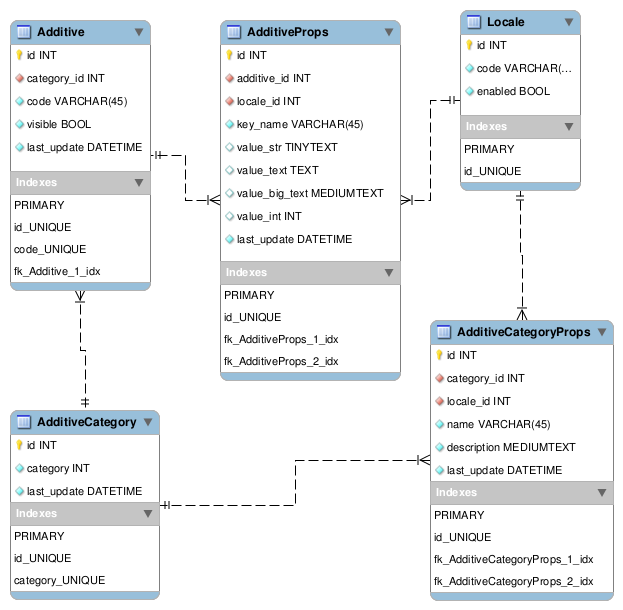 Additive
id INT
category_id INT
code VARCHAR(45)
visible BOOL
last_update DATETIME
Indexes
PRIMARY
id_UNIQUE
code_UNIQUE
fk_Additive_1_idx
AdditiveProps
id INT
additive_id INT
locale_id INT
key_name VARCHAR(45)
value_str TINYTEXT
value_text TEXT
value_big_text MEDIUMTEXT
value_int INT
last_update DATETIME
Indexes
PRIMARY
id_UNIQUE
fk_AdditiveProps_1_idx
fk_AdditiveProps_2_idx
Locale
id INT
code VARCHAR(...
enabled BOOL
Indexes
PRIMARY
id_UNIQUE
AdditiveCategory
id INT
category INT
last_update DATETIME
Indexes
PRIMARY
id_UNIQUE
category_UNIQUE
AdditiveCategoryProps
id INT
category_id INT
locale_id INT
name VARCHAR(45)
description MEDIUMTEXT
last_update DATETIME
Indexes
PRIMARY
id_UNIQUE
fk_AdditiveCategoryProps_1_idx
fk_AdditiveCategoryProps_2_idx